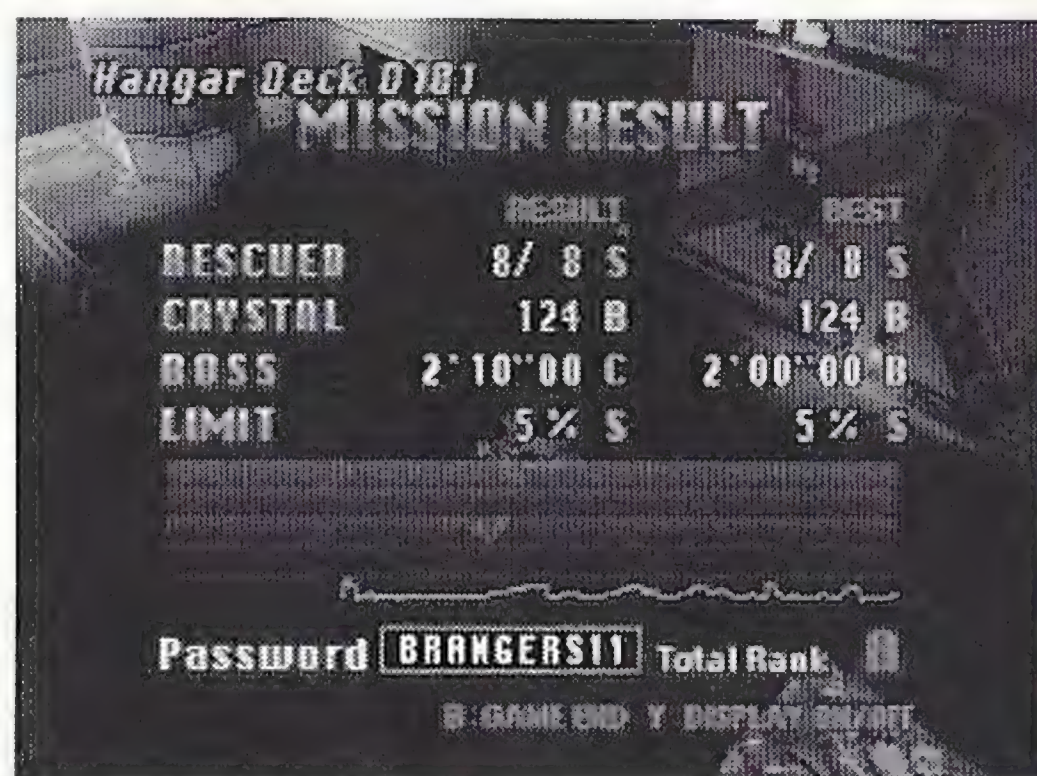 Hangar Deck 0181
MISSION RESULT
RESULT BEST
RESCUED 8/ 8 S 8/ 8 S
CRYSTAL 124 B 124 B
BOSS 2'10"00 C 2'00"00 B
LIMIT 5% S 5% S
Password BRANGERS11 Total Rank A
B:GAME END Y DISPLAY ON/OFF